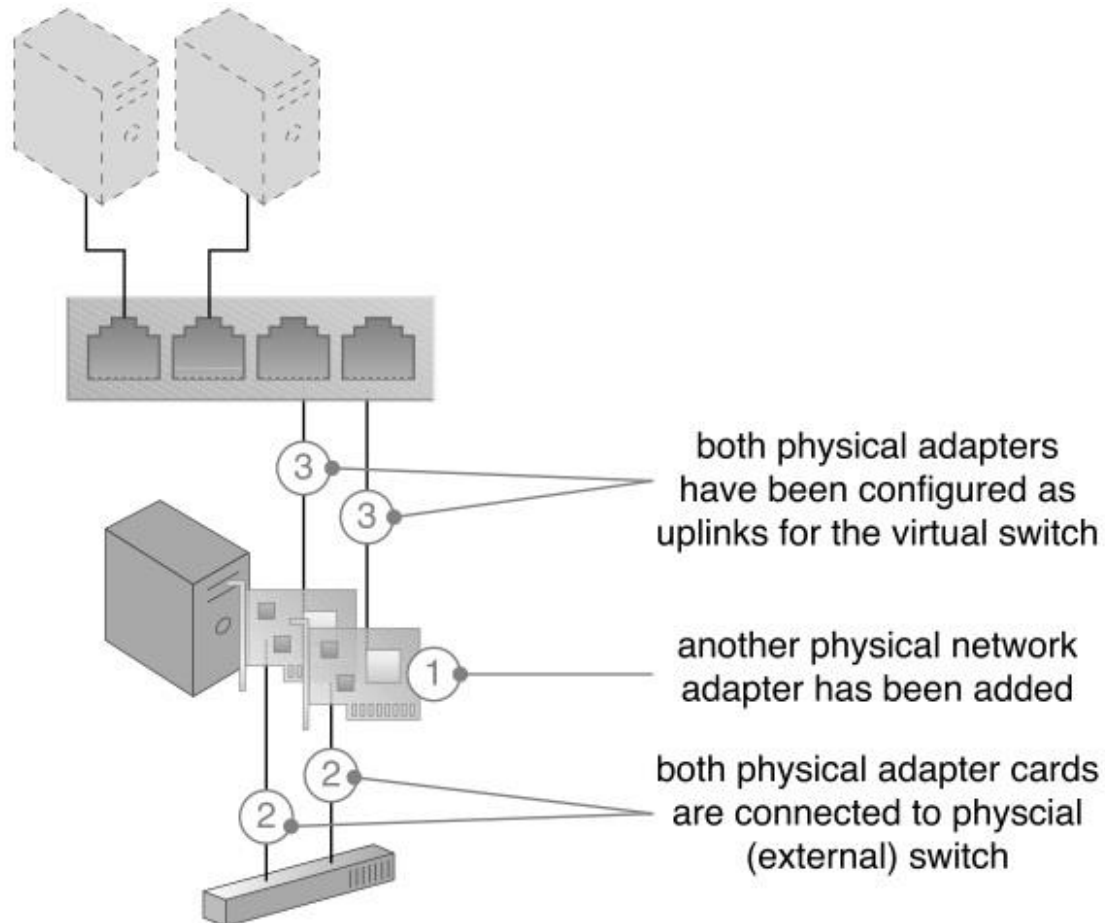 3
3
both physical adapters
have been configured as
uplinks for the virtual switch
1
another physical network
adapter has been added
2
2
both physical adapter cards
are connected to physcial
(external) switch